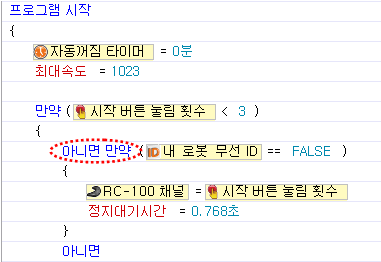 프로그램 시작
{
자동꺼짐 타이머 = 0분
최대속도 = 1023
만약 ( 시작 버튼 눌림 횟수 < 3 )
{
아니면 만약 ( ID 내 로봇 무선 ID == FALSE )
{
RC-100 채널 = 시작 버튼 눌림 횟수
정지대기시간 = 0.768초
}
아니면